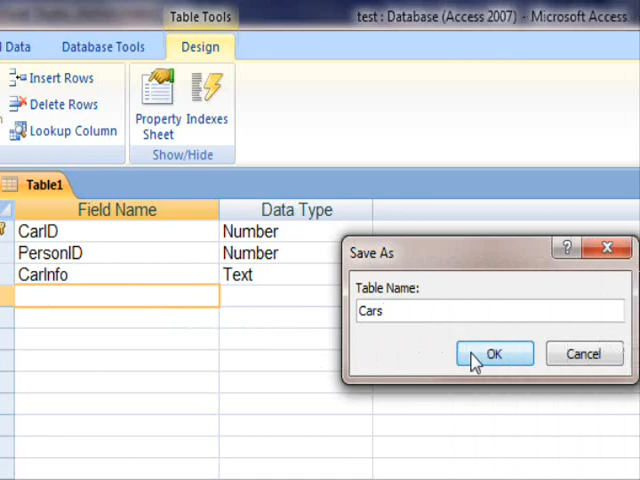 Table Tools
test : Database (Access 2007) - Microsoft Access
l Data
Database Tools
Design
Insert Rows
Delete Rows
Lookup Column
Property Sheet
Indexes
Show/Hide
Table1
Field Name
Data Type
CarID
Number
PersonID
Number
CarInfo
Text
Save As
Table Name:
Cars
OK
Cancel